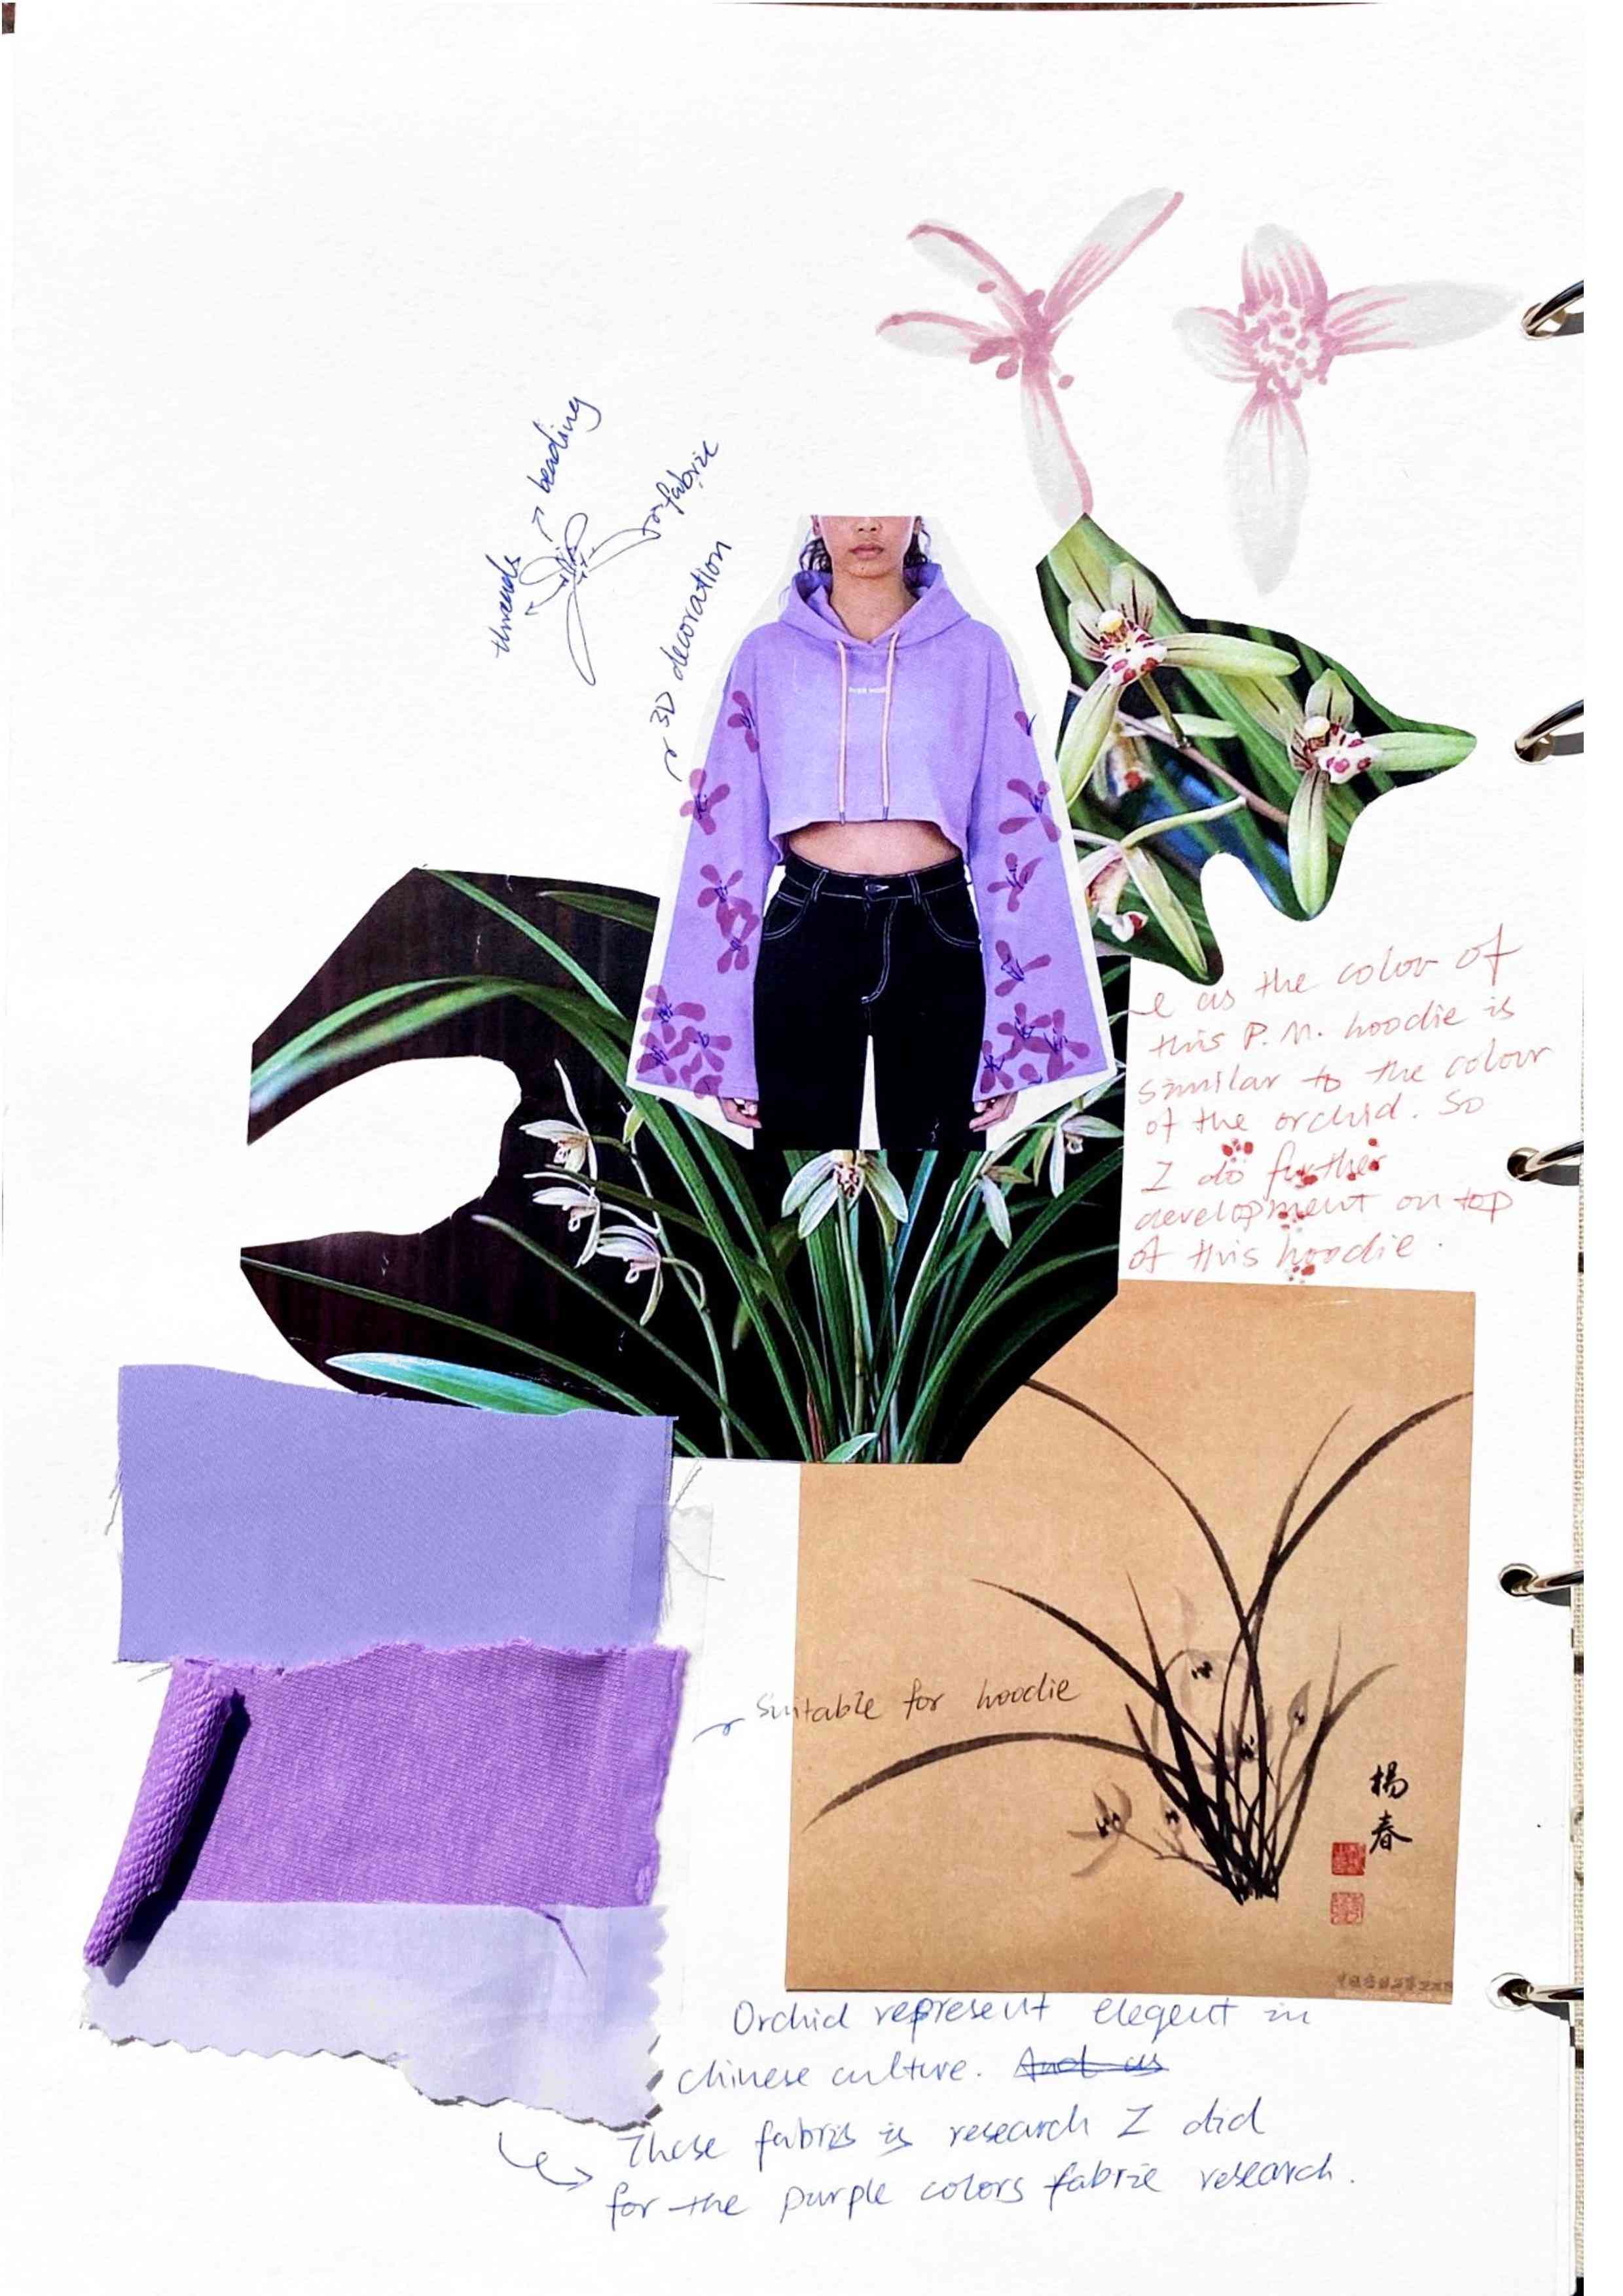 beading
threads
fabric
3D decoration
as the color of
this P.M. hoodie is
similar to the colour
of the orchid. So
I do further
development on top
of this hoodie.
Suitable for hoodie
楊
春
Orchid represent elegent in
chinese culture. And as
These fabris is research I did
for the purple colors fabric research.